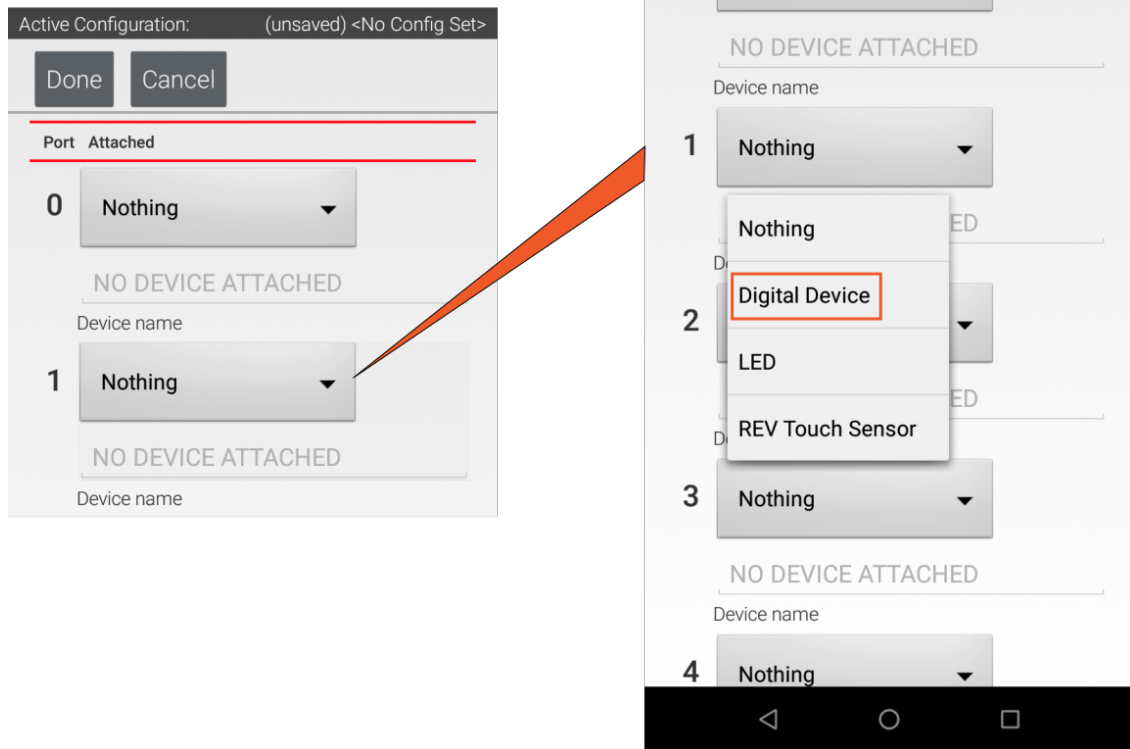 Active Configuration: (unsaved) <No Config Set>
Done Cancel
Port Attached
0 Nothing
NO DEVICE ATTACHED
Device name
1 Nothing
NO DEVICE ATTACHED
Device name
NO DEVICE ATTACHED
Device name
1 Nothing
ED
Nothing
D
Digital Device
2
LED
ED
REV Touch Sensor
D
3 Nothing
NO DEVICE ATTACHED
Device name
4 Nothing